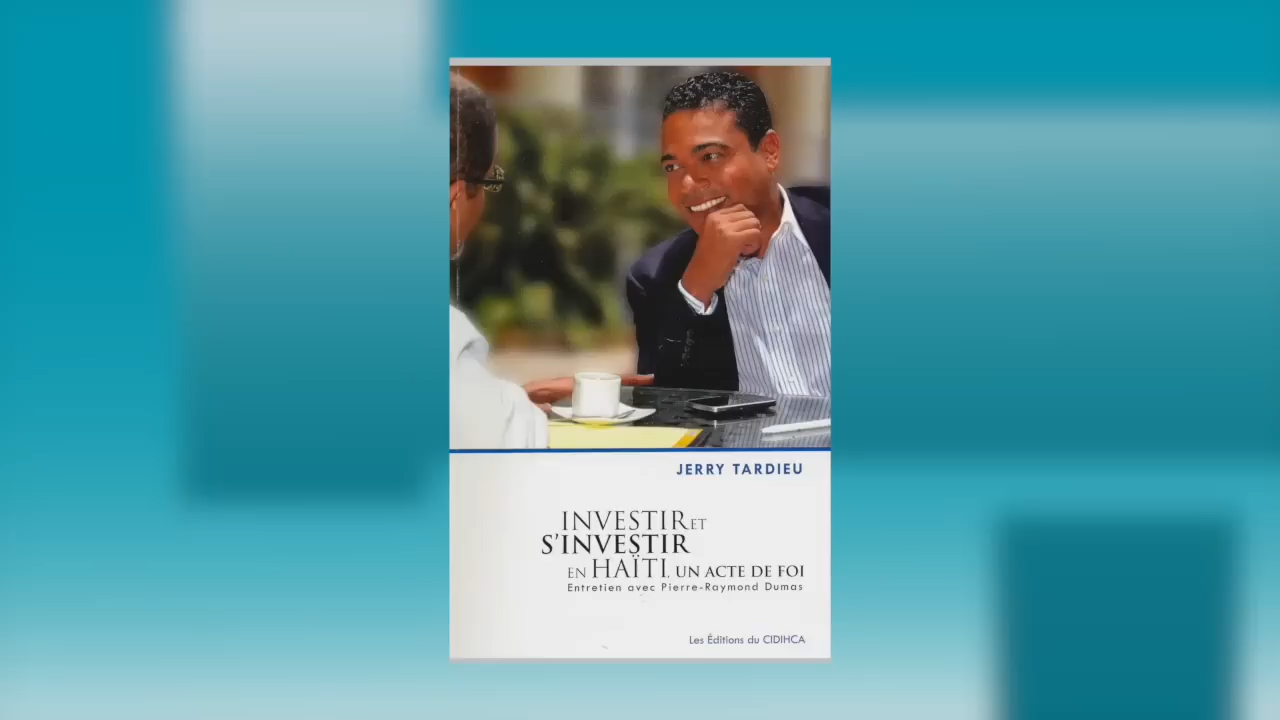 JERRY TARDIEU
INVESTIR ET
S'INVESTIR
EN HAÏTI, UN ACTE DE FOI
Entretien avec Pierre-Raymond Dumas
Les Éditions du CIDIHCA